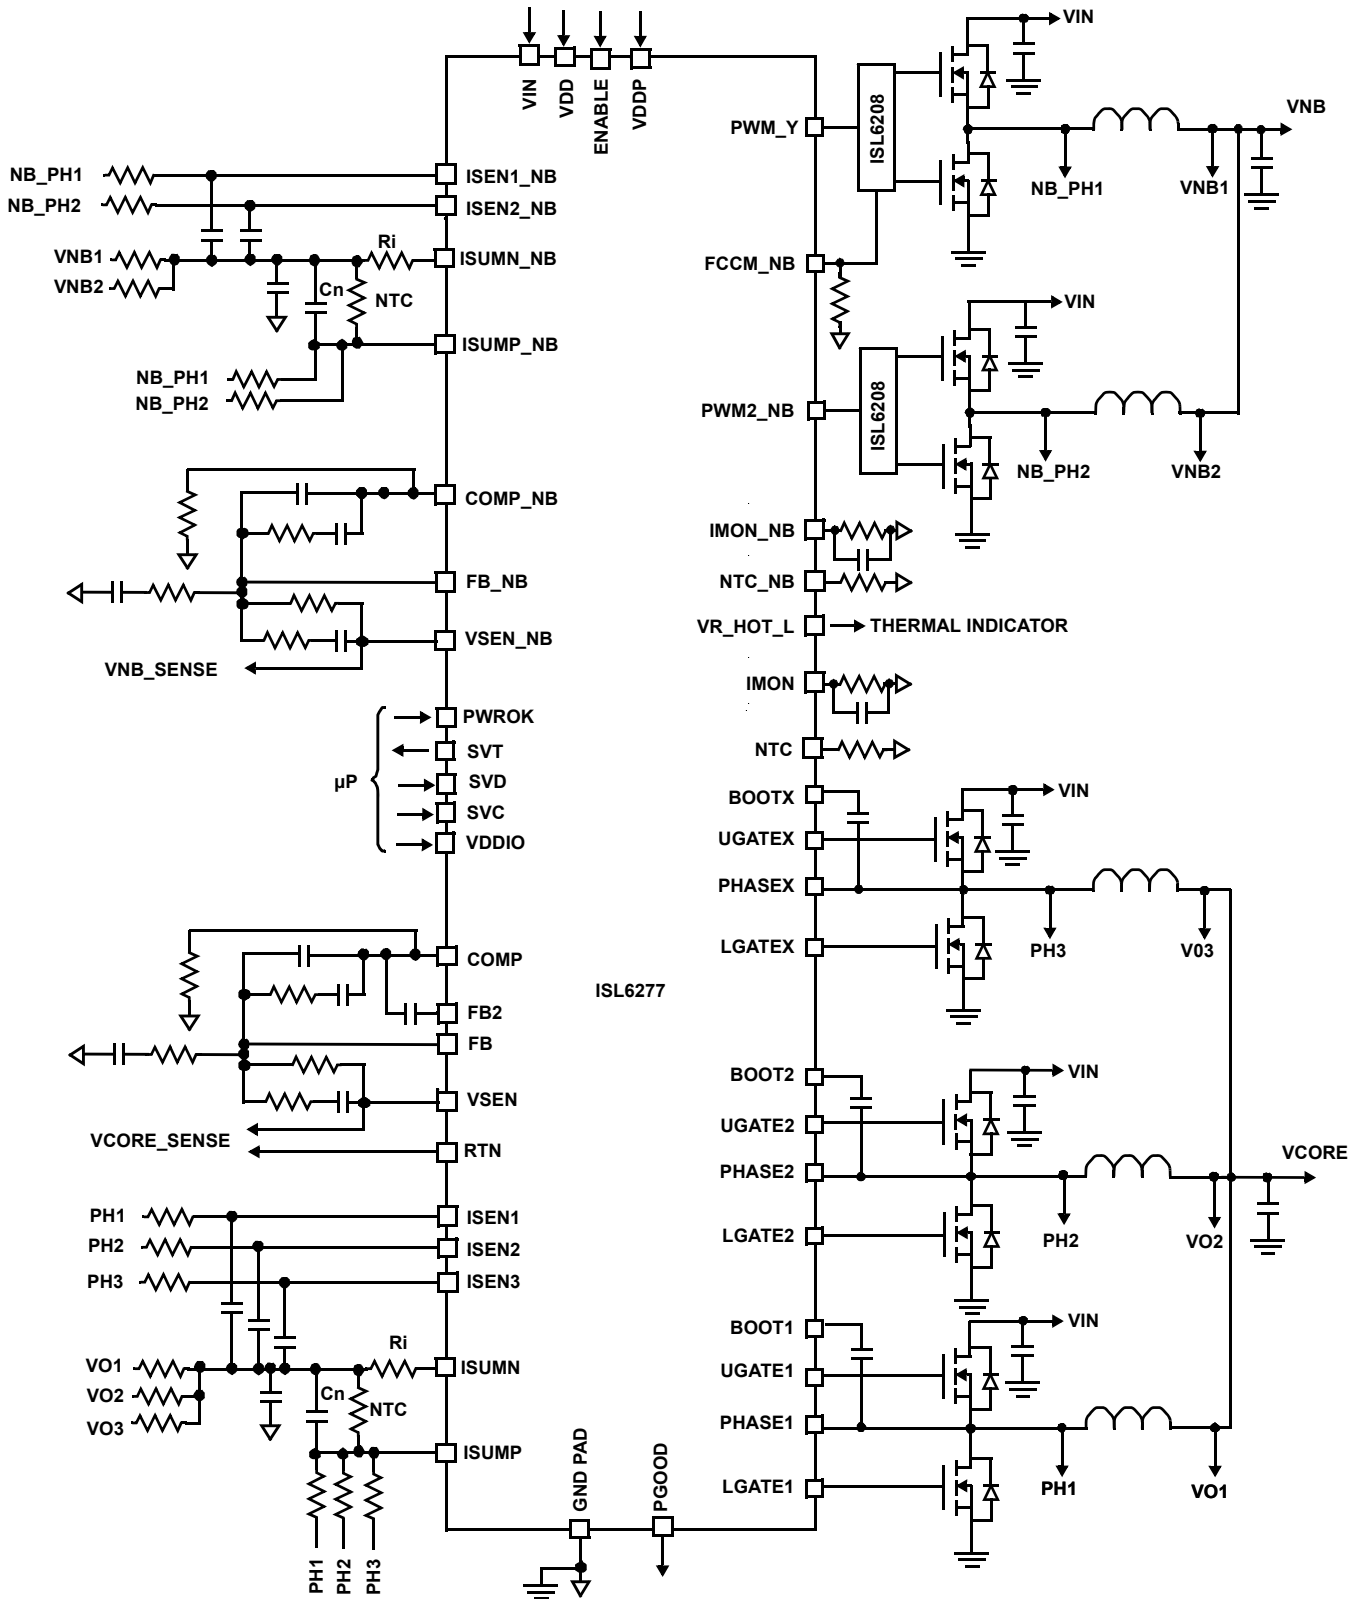 VIN
VDD
ENABLE
VDDP
NB_PH1
NB_PH2
VNB1
VNB2
Ri
Cn
NTC
NB_PH1
NB_PH2
ISEN1_NB
ISEN2_NB
ISUMN_NB
ISUMP_NB
COMP_NB
FB_NB
VSEN_NB
VNB_SENSE
µP
PWROK
SVT
SVD
SVC
VDDIO
COMP
FB2
FB
VSEN
VCORE_SENSE
RTN
PH1
PH2
PH3
ISEN1
ISEN2
ISEN3
VO1
VO2
VO3
Ri
Cn
NTC
ISUMN
ISUMP
PH1
PH2
PH3
GND PAD
PGOOD
ISL6277
PWM_Y
FCCM_NB
PWM2_NB
IMON_NB
NTC_NB
VR_HOT_L
THERMAL INDICATOR
IMON
NTC
BOOTX
UGATEX
PHASEX
LGATEX
BOOT2
UGATE2
PHASE2
LGATE2
BOOT1
UGATE1
PHASE1
LGATE1
ISL6208
VIN
NB_PH1
VNB1
VNB
ISL6208
VIN
NB_PH2
VNB2
VIN
PH3
V03
VIN
PH2
VO2
VCORE
VIN
PH1
VO1